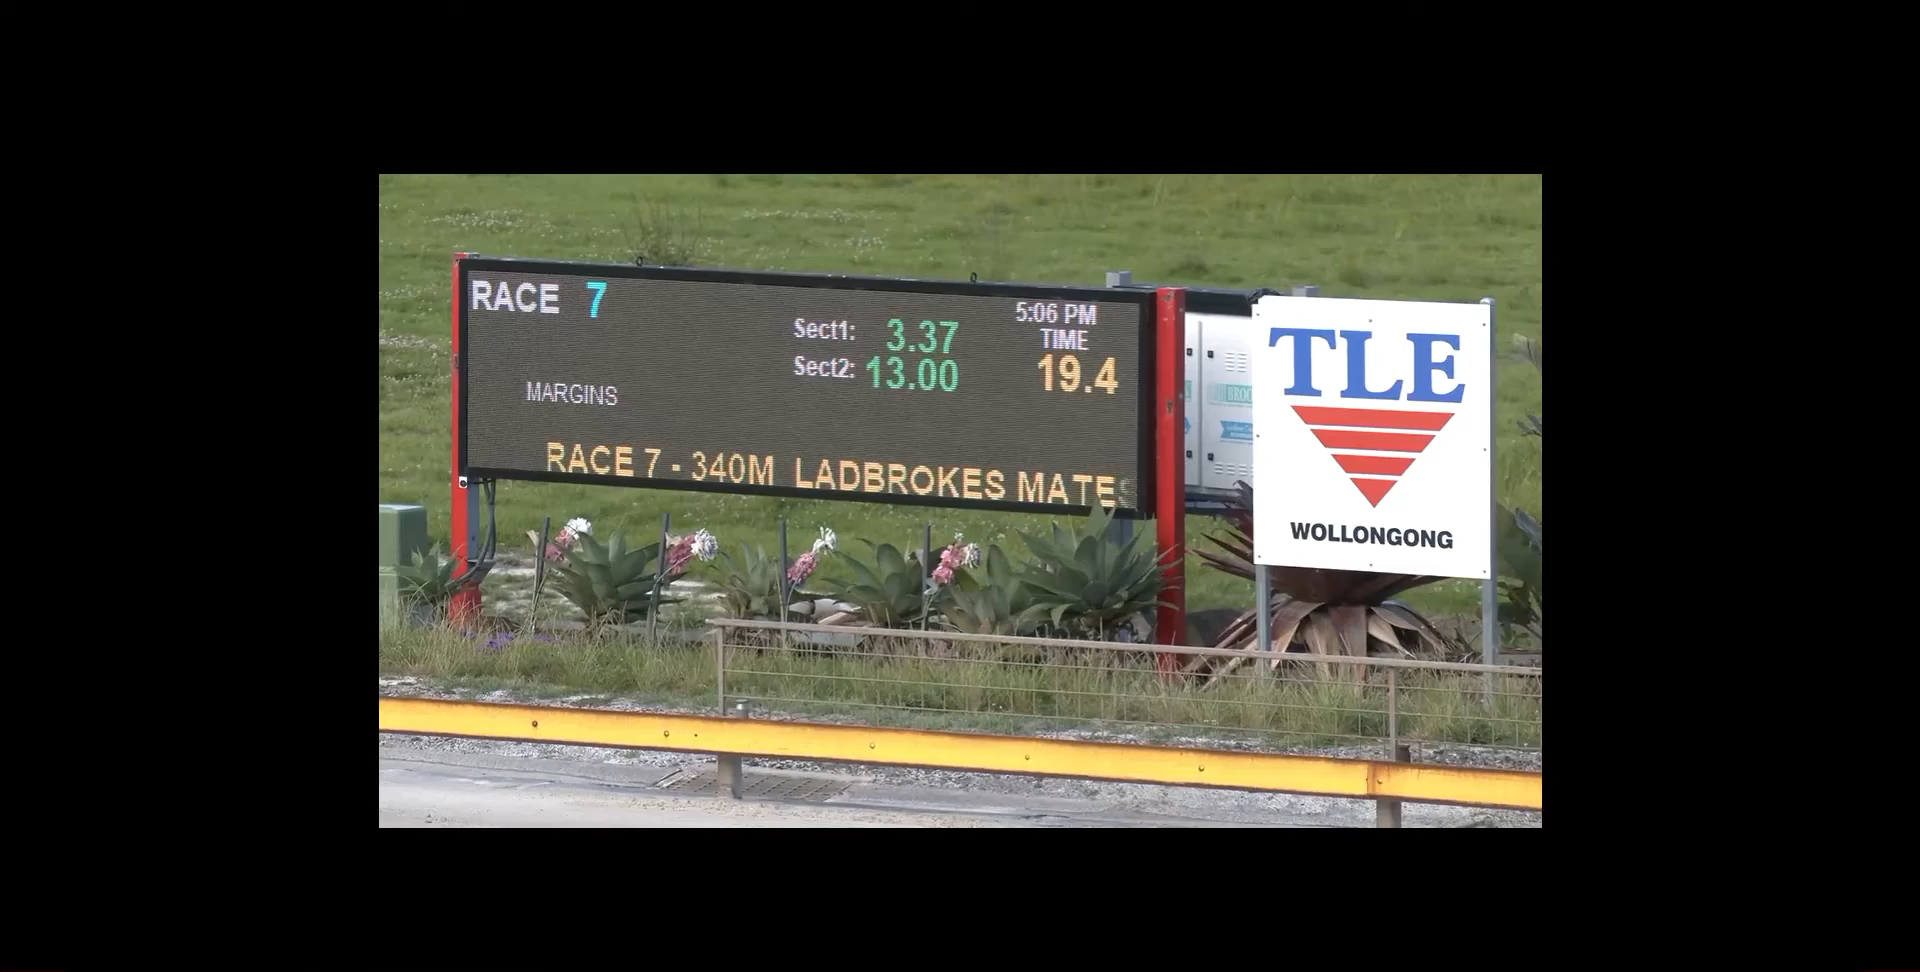 RACE 7
5:06 PM
Sect1: 3.37
TIME
Sect2: 13.00
19.4
MARGINS
RACE 7 - 340M LADBROKES MATES
BROO
TLE
WOLLONGONG